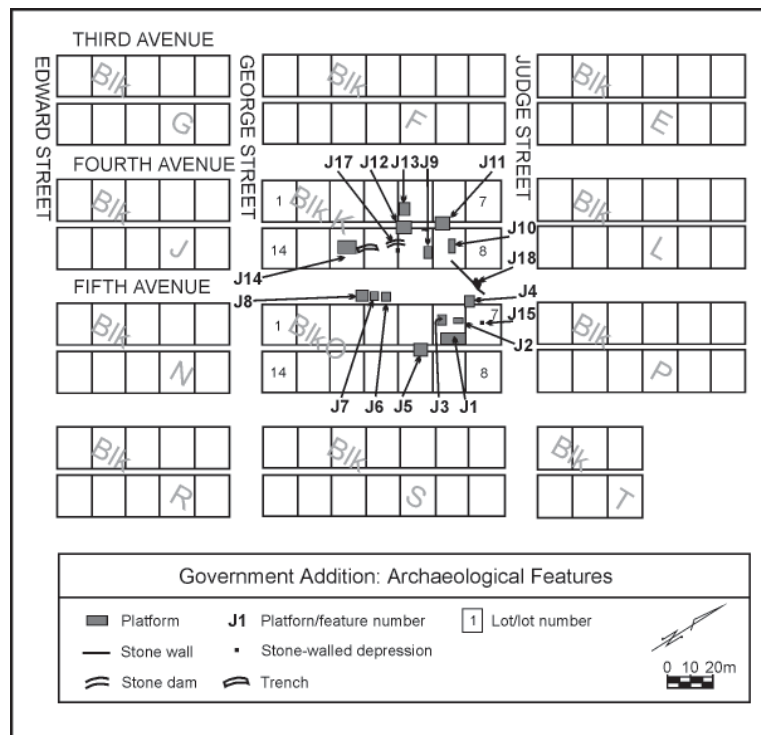 THIRD AVENUE
EDWARD STREET
GEORGE STREET
JUDGE STREET
Blk G
Blk F
Blk E
FOURTH AVENUE
J17 J12 J13 J9 J11
Blk J
1 Blk K 7
Blk L
J10
14 8
J18
J14
FIFTH AVENUE
J8
J4
J15
Blk N
1 Blk O 7
Blk P
J2
14 8
J7 J6 J5 J3 J1
Blk R
Blk S
Blk T
Government Addition: Archaeological Features
Platform
J1 Platforn/feature number
1 Lot/lot number
Stone wall
Stone-walled depression
Stone dam
Trench
N
0 10 20m